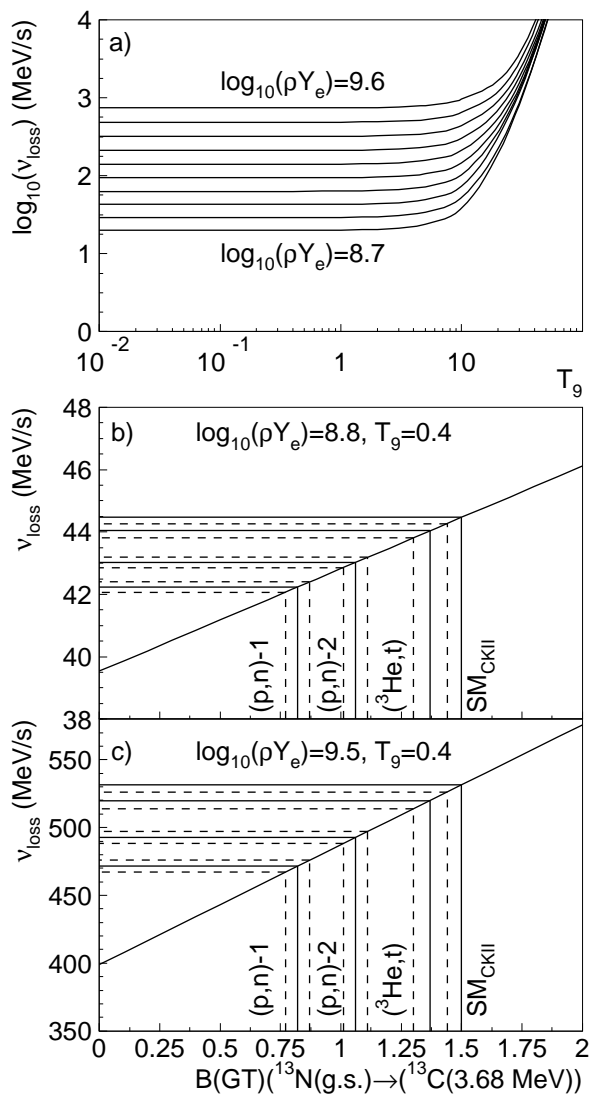 a)
log10(ρYe)=9.6
log10(ρYe)=8.7
log10(νloss) (MeV/s)
4
3
2
1
0
10-2
10-1
1
10
T9
b)
log10(ρYe)=8.8, T9=0.4
νloss (MeV/s)
48
46
44
42
40
38
(p,n)-1
(p,n)-2
(3He,t)
SMCKII
c)
log10(ρYe)=9.5, T9=0.4
νloss (MeV/s)
550
500
450
400
350
(p,n)-1
(p,n)-2
(3He,t)
SMCKII
0
0.25
0.5
0.75
1
1.25
1.5
1.75
2
B(GT)(13N(g.s.)→(13C(3.68 MeV))